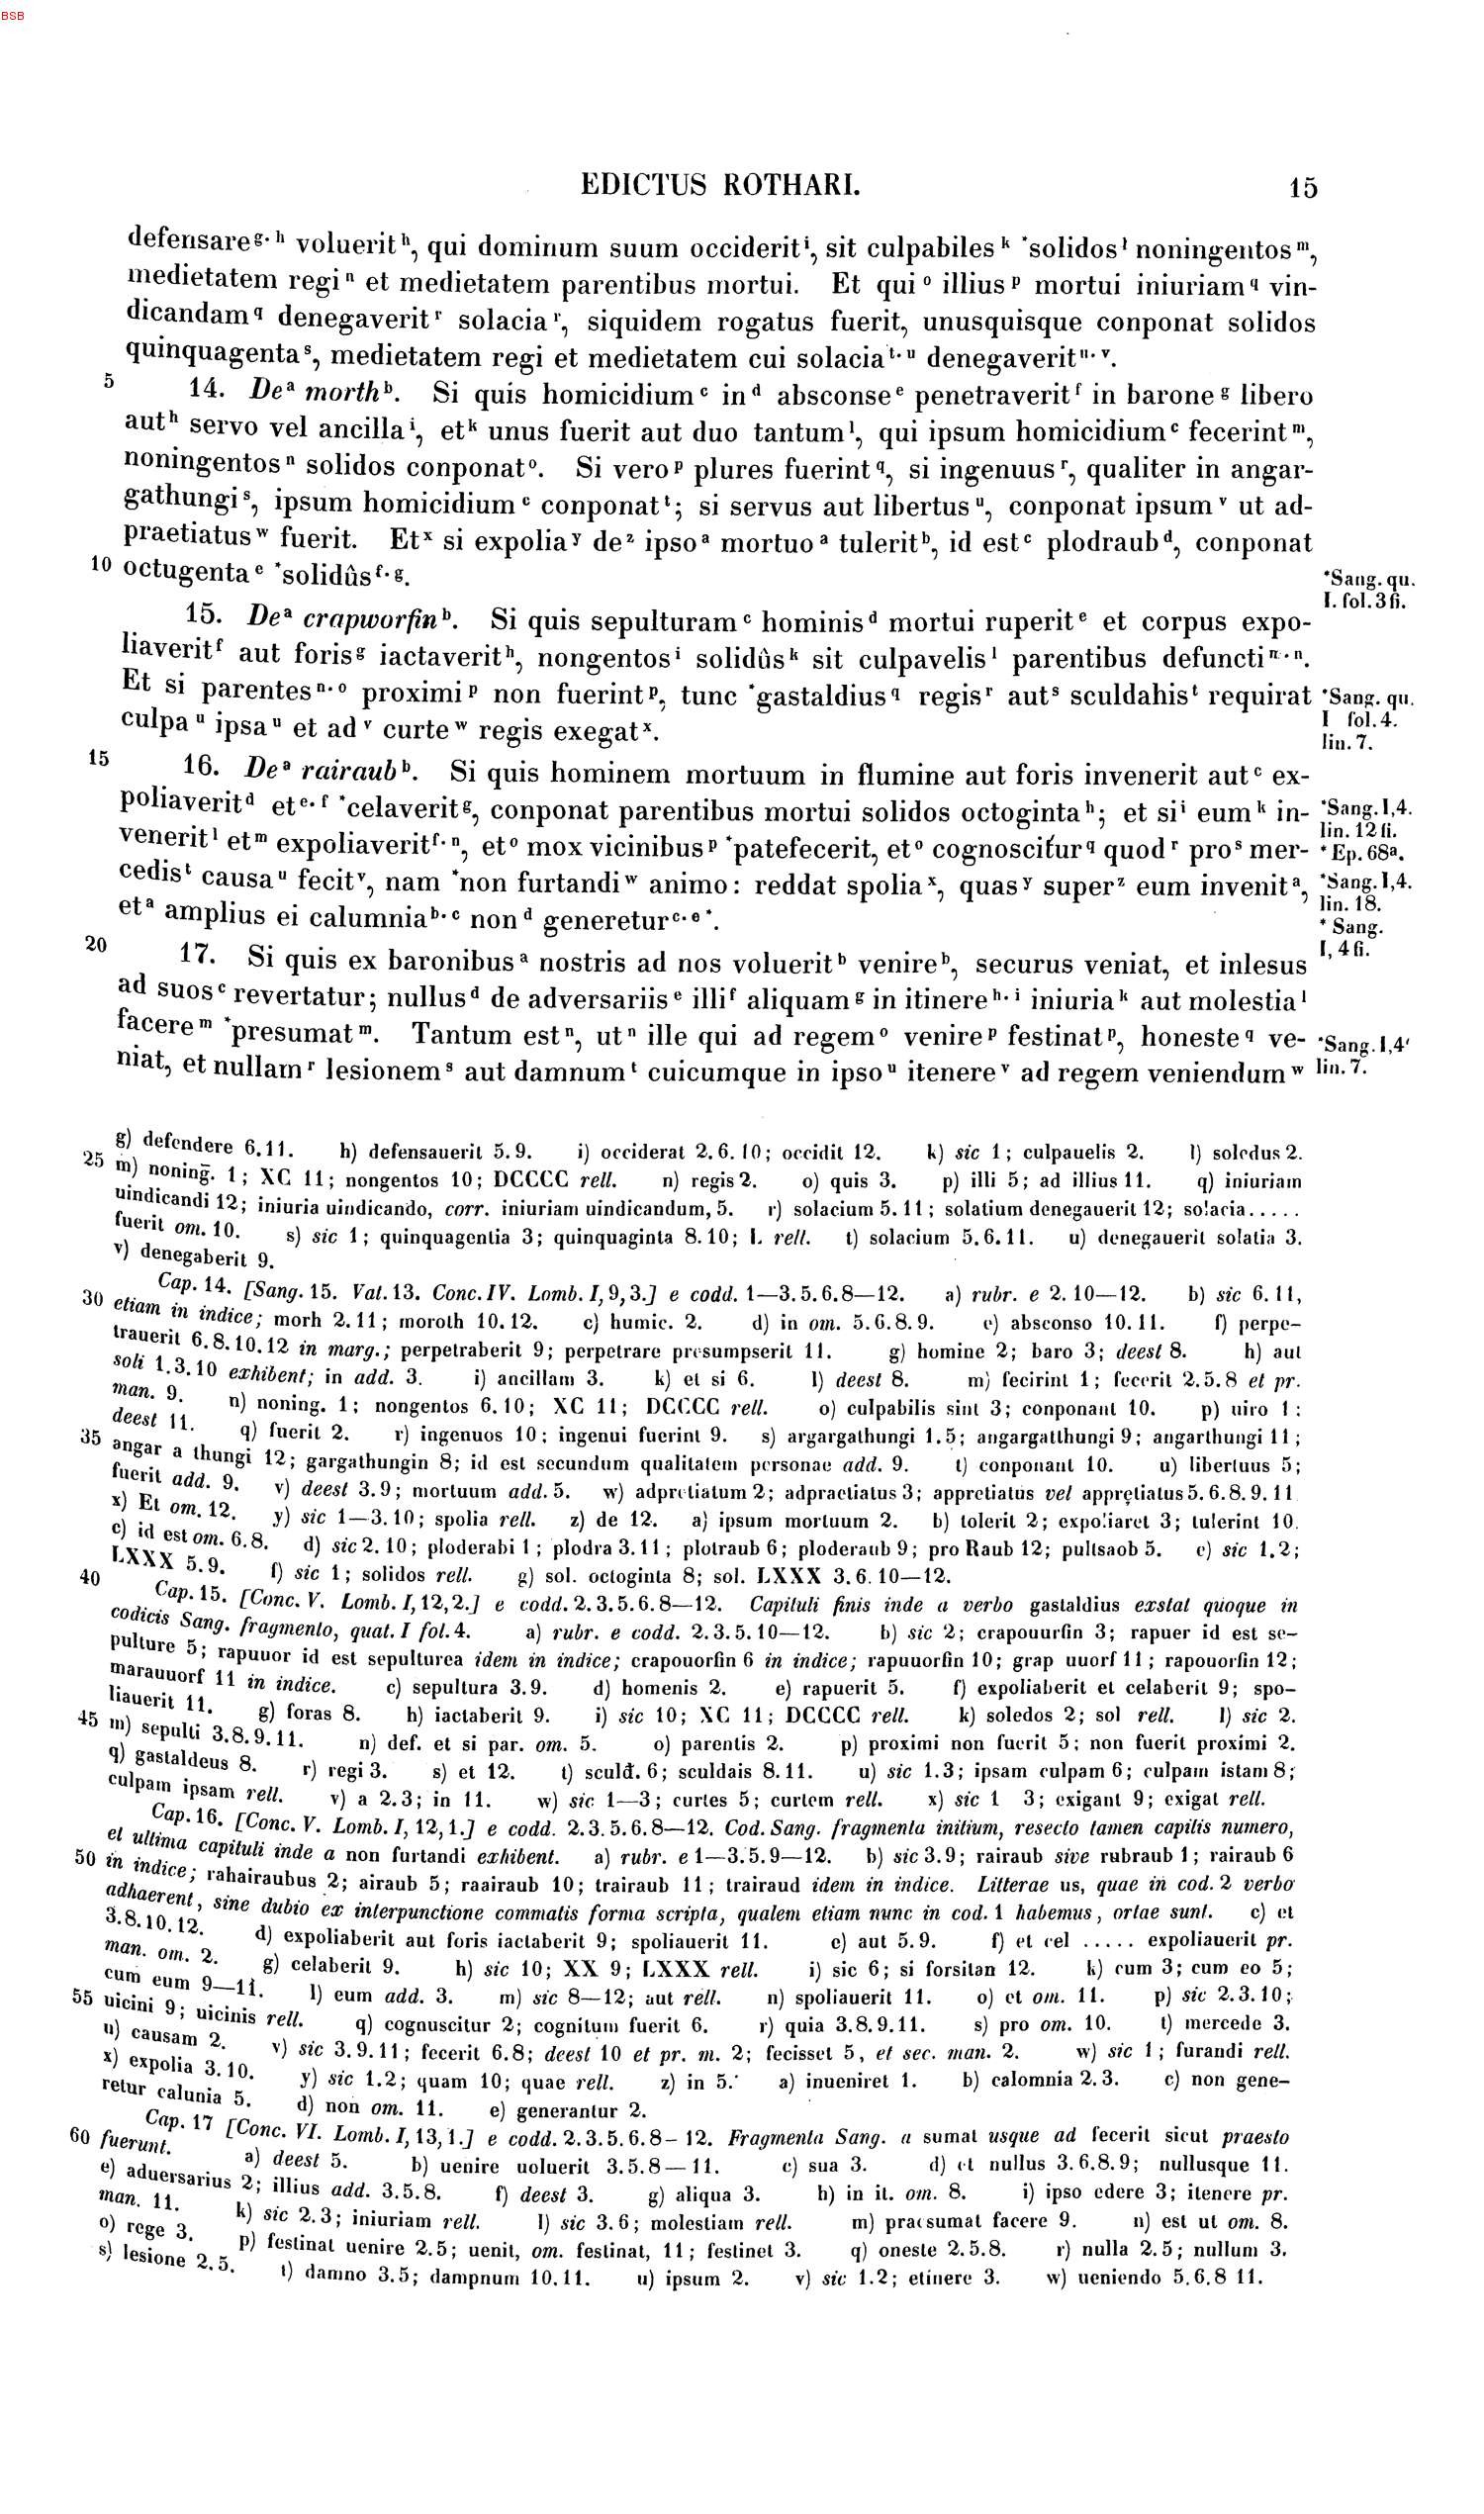 BSB
EDICTUS ROTHARI. 15
defensare g. h voluerit h, qui dominum suum occiderit i, sit culpabiles k *solidos l noningentos m,
medietatem regi n et medietatem parentibus mortui. Et qui o illius p mortui iniuriam q vin-
dicandam q denegaverit r solacia r, siquidem rogatus fuerit, unusquisque conponat solidos
quinquagenta s, medietatem regi et medietatem cui solacia t. u denegaverit u. v.
5 14. De a morth b. Si quis homicidium c in d absconse e penetraverit f in barone g libero
aut h servo vel ancilla i, et k unus fuerit aut duo tantum l, qui ipsum homicidium c fecerint m,
noningentos n solidos conponat o. Si vero p plures fuerint q, si ingenuus r, qualiter in angar-
gathungi s, ipsum homicidium c conponat t; si servus aut libertus u, conponat ipsum v ut ad-
praetiatus w fuerit. Et x si expolia y de z ipso a mortuo a tulerit b, id est c plodraub d, conponat
10 octugenta e *solidûs f. g.
*Sang. qu.
I. fol. 3 fi.
15. De a crapworfin b. Si quis sepulturam c hominis d mortui ruperit e et corpus expo-
liaverit f aut foris g iactaverit h, nongentos i solidûs k sit culpavelis l parentibus defuncti m. n.
Et si parentes n. o proximi p non fuerint p, tunc *gastaldius q regis r aut s sculdahis t requirat
culpa u ipsa u et ad v curte w regis exegat x.
*Sang. qu.
I fol. 4.
lin. 7.
15 16. De a rairaub b. Si quis hominem mortuum in flumine aut foris invenerit aut c ex-
poliaverit d et e. f *celaverit g, conponat parentibus mortui solidos octoginta h; et si i eum k in-
venerit l et m expoliaverit f. n, et o mox vicinibus p *patefecerit, et o cognoscitur q quod r pro s mer-
cedis t causa u fecit v, nam *non furtandi w animo: reddat spolia x, quas y super z eum invenit a,
et a amplius ei calumnia b. c non d generetur c. e *.
*Sang. I, 4.
lin. 12 fi.
* Ep. 68a.
*Sang. I, 4.
lin. 18.
* Sang.
I, 4 fi.
20 17. Si quis ex baronibus a nostris ad nos voluerit b venire b, securus veniat, et inlesus
ad suos c revertatur; nullus d de adversariis e illi f aliquam g in itinere h. i iniuria k aut molestia l
facere m *presumat m. Tantum est n, ut n ille qui ad regem o venire p festinat p, honeste q ve-
niat, et nullam r lesionem s aut damnum t cuicumque in ipso u itenere v ad regem veniendum w
*Sang. I, 4'
lin. 7.
g) defendere 6. 11. h) defensauerit 5. 9. i) occiderat 2. 6. 10; occidit 12. k) sic 1; culpauelis 2. l) soledus 2.
25 m) noning̅. 1; XC 11; nongentos 10; DCCCC rell. n) regis 2. o) quis 3. p) illi 5; ad illius 11. q) iniuriam
uindicandi 12; iniuria uindicando, corr. iniuriam uindicandum, 5. r) solacium 5. 11; solatium denegauerit 12; solacia.....
fuerit om. 10. s) sic 1; quinquagentia 3; quinquaginta 8. 10; L rell. t) solacium 5. 6. 11. u) denegauerit solatia 3.
v) denegaberit 9.
Cap. 14. [Sang. 15. Vat. 13. Conc. IV. Lomb. I, 9, 3.] e codd. 1—3. 5. 6. 8—12. a) rubr. e 2. 10—12. b) sic 6. 11,
30 etiam in indice; morh 2. 11; moroth 10. 12. c) humic. 2. d) in om. 5. 6. 8. 9. e) absconso 10. 11. f) perpe-
trauerit 6. 8. 10. 12 in marg.; perpetraberit 9; perpetrare presumpserit 11. g) homine 2; baro 3; deest 8. h) aut
soli 1. 3. 10 exhibent; in add. 3. i) ancillam 3. k) et si 6. l) deest 8. m) fecirint 1; fecerit 2. 5. 8 et pr.
man. 9. n) noning. 1; nongentos 6. 10; XC 11; DCCCC rell. o) culpabilis sint 3; conponant 10. p) uiro 1;
deest 11. q) fuerit 2. r) ingenuos 10; ingenui fuerint 9. s) argargathungi 1. 5; angargatthungi 9; angarthungi 11;
35 angar a thungi 12; gargathungin 8; id est secundum qualitatem personae add. 9. t) conponant 10. u) libertuus 5;
fuerit add. 9. v) deest 3. 9; mortuum add. 5. w) adpretiatum 2; adpraetiatus 3; appretiatus vel apprętiatus 5. 6. 8. 9. 11
x) Et om. 12. y) sic 1—3. 10; spolia rell. z) de 12. a) ipsum mortuum 2. b) tolerit 2; expoliaret 3; tulerint 10.
c) id est om. 6. 8. d) sic 2. 10; ploderabi 1; plodra 3. 11; plotraub 6; ploderaub 9; pro Raub 12; pultsaob 5. e) sic 1. 2;
LXXX 5. 9. f) sic 1; solidos rell. g) sol. octoginta 8; sol. LXXX 3. 6. 10—12.
40 Cap. 15. [Conc. V. Lomb. I, 12, 2.] e codd. 2. 3. 5. 6. 8—12. Capituli finis inde a verbo gastaldius exstat quoque in
codicis Sang. fragmento, quat. I fol. 4. a) rubr. e codd. 2. 3. 5. 10—12. b) sic 2; crapouurfin 3; rapuer id est se-
pulture 5; rapuuor id est sepulturea idem in indice; crapouorfin 6 in indice; rapuuorfin 10; grap uuorf 11; rapouorfin 12;
marauuorf 11 in indice. c) sepultura 3. 9. d) homenis 2. e) rapuerit 5. f) expoliaberit et celaberit 9; spo-
liauerit 11. g) foras 8. h) iactaberit 9. i) sic 10; XC 11; DCCCC rell. k) soledos 2; sol rell. l) sic 2.
45 m) sepulti 3. 8. 9. 11. n) def. et si par. om. 5. o) parentis 2. p) proximi non fuerit 5; non fuerit proximi 2.
q) gastaldeus 8. r) regi 3. s) et 12. t) sculđ. 6; sculdais 8. 11. u) sic 1. 3; ipsam culpam 6; culpam istam 8;
culpam ipsam rell. v) a 2. 3; in 11. w) sic 1—3; curtes 5; curtem rell. x) sic 1 3; exigant 9; exigat rell.
Cap. 16. [Conc. V. Lomb. I, 12, 1.] e codd. 2. 3. 5. 6. 8—12. Cod. Sang. fragmenta initium, resecto tamen capitis numero,
et ultima capituli inde a non furtandi exhibent. a) rubr. e 1—3. 5. 9—12. b) sic 3. 9; rairaub sive rubraub 1; rairaub 6
50 in indice; rahairaubus 2; airaub 5; raairaub 10; trairaub 11; trairaud idem in indice. Litterae us, quae in cod. 2 verbo
adhaerent, sine dubio ex interpunctione commatis forma scripta, qualem etiam nunc in cod. 1 habemus, ortae sunt. c) et
3. 8. 10. 12. d) expoliaberit aut foris iactaberit 9; spoliauerit 11. e) aut 5. 9. f) et cel ..... expoliauerit pr.
man. om. 2. g) celaberit 9. h) sic 10; XX 9; LXXX rell. i) sic 6; si forsitan 12. k) cum 3; cum eo 5;
cum eum 9—11. l) eum add. 3. m) sic 8—12; aut rell. n) spoliauerit 11. o) et om. 11. p) sic 2. 3. 10;
55 uicini 9; uicinis rell. q) cognuscitur 2; cognitum fuerit 6. r) quia 3. 8. 9. 11. s) pro om. 10. t) mercede 3.
u) causam 2. v) sic 3. 9. 11; fecerit 6. 8; deest 10 et pr. m. 2; fecisset 5, et sec. man. 2. w) sic 1; furandi rell.
x) expolia 3. 10. y) sic 1. 2; quam 10; quae rell. z) in 5. a) inueniret 1. b) calomnia 2. 3. c) non gene-
retur calunia 5. d) non om. 11. e) generantur 2.
Cap. 17 [Conc. VI. Lomb. I, 13, 1.] e codd. 2. 3. 5. 6. 8—12. Fragmenta Sang. a sumat usque ad fecerit sicut praesto
60 fuerunt. a) deest 5. b) uenire uoluerit 3. 5. 8—11. c) sua 3. d) et nullus 3. 6. 8. 9; nullusque 11.
e) aduersarius 2; illius add. 3. 5. 8. f) deest 3. g) aliqua 3. h) in it. om. 8. i) ipso edere 3; itenere pr.
man. 11. k) sic 2. 3; iniuriam rell. l) sic 3. 6; molestiam rell. m) praesumat facere 9. n) est ut om. 8.
o) rege 3. p) festinat uenire 2. 5; uenit, om. festinat, 11; festinet 3. q) oneste 2. 5. 8. r) nulla 2. 5; nullum 3.
s) lesione 2. 5. t) damno 3. 5; dampnum 10. 11. u) ipsum 2. v) sic 1. 2; etinere 3. w) ueniendo 5. 6. 8 11.